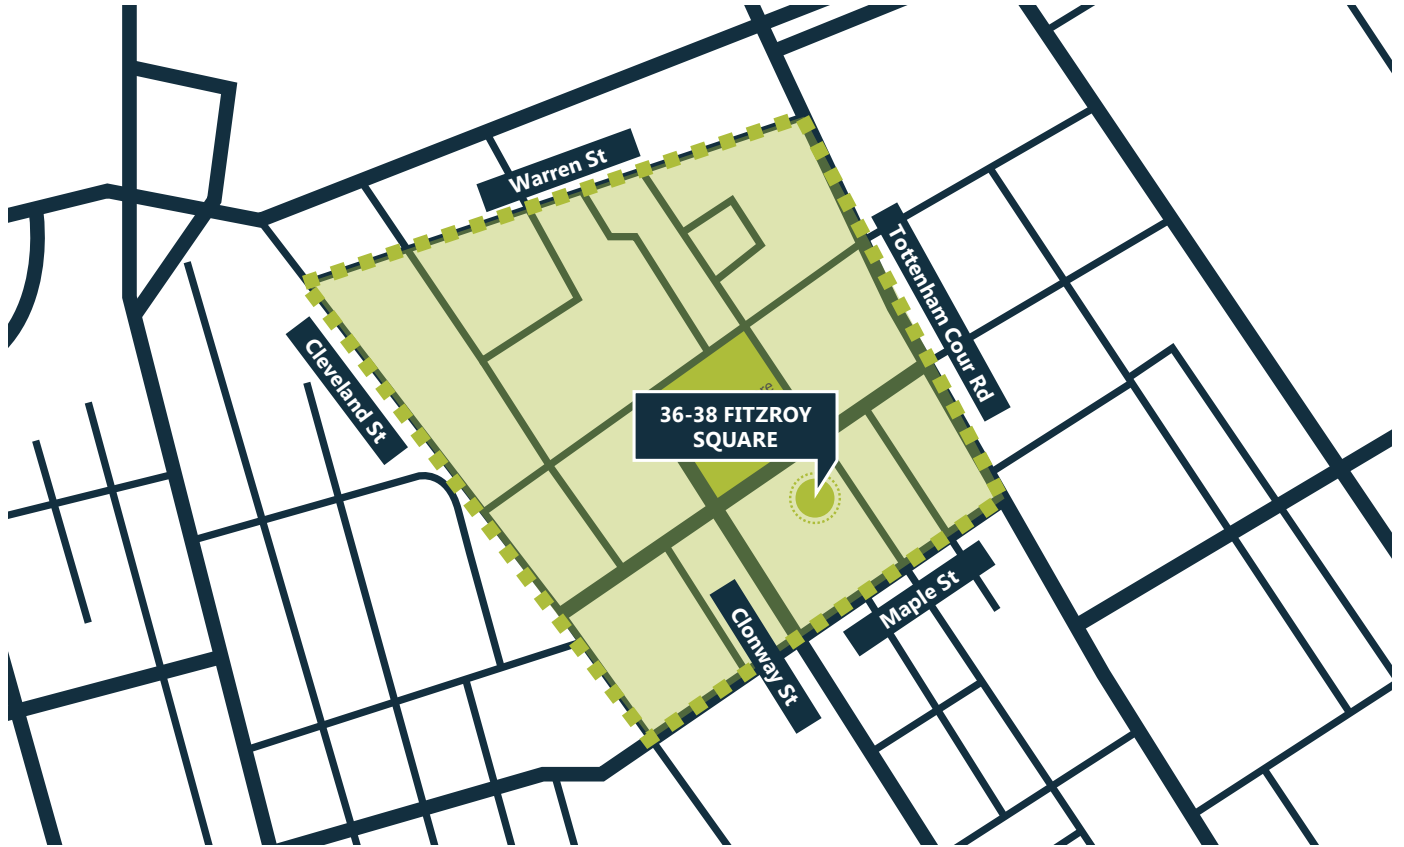 Warren St
Tottenham Cour Rd
Cleveland St
36-38 FITZROY
SQUARE
Maple St
Clonway St